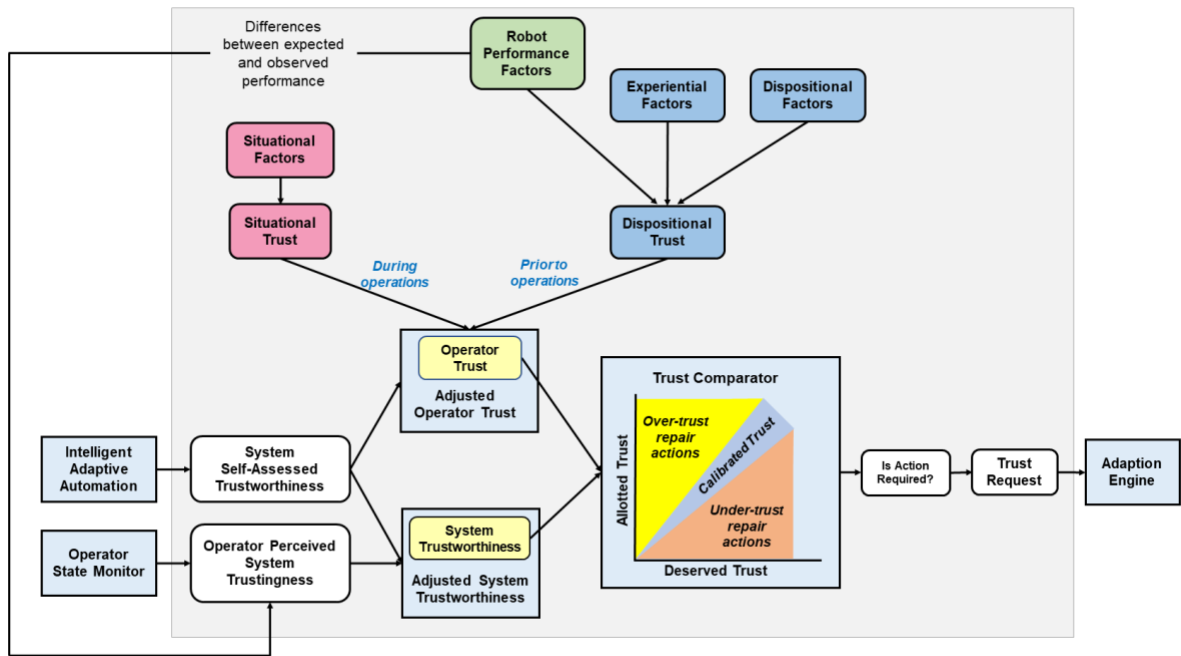 Differences
between expected
and observed
performance
Robot
Performance
Factors
Experiential
Factors
Dispositional
Factors
Situational
Factors
Situational
Trust
Dispositional
Trust
During
operations
Prior to
operations
Operator
Trust
Adjusted
Operator Trust
Trust Comparator
Over-trust
repair
actions
Calibrated Trust
Under-trust
repair
actions
Allotted Trust
Deserved Trust
Intelligent
Adaptive
Automation
System
Self-Assessed
Trustworthiness
Is Action
Required?
Trust
Request
Adaption
Engine
Operator
State Monitor
Operator Perceived
System
Trustingness
System
Trustworthiness
Adjusted System
Trustworthiness